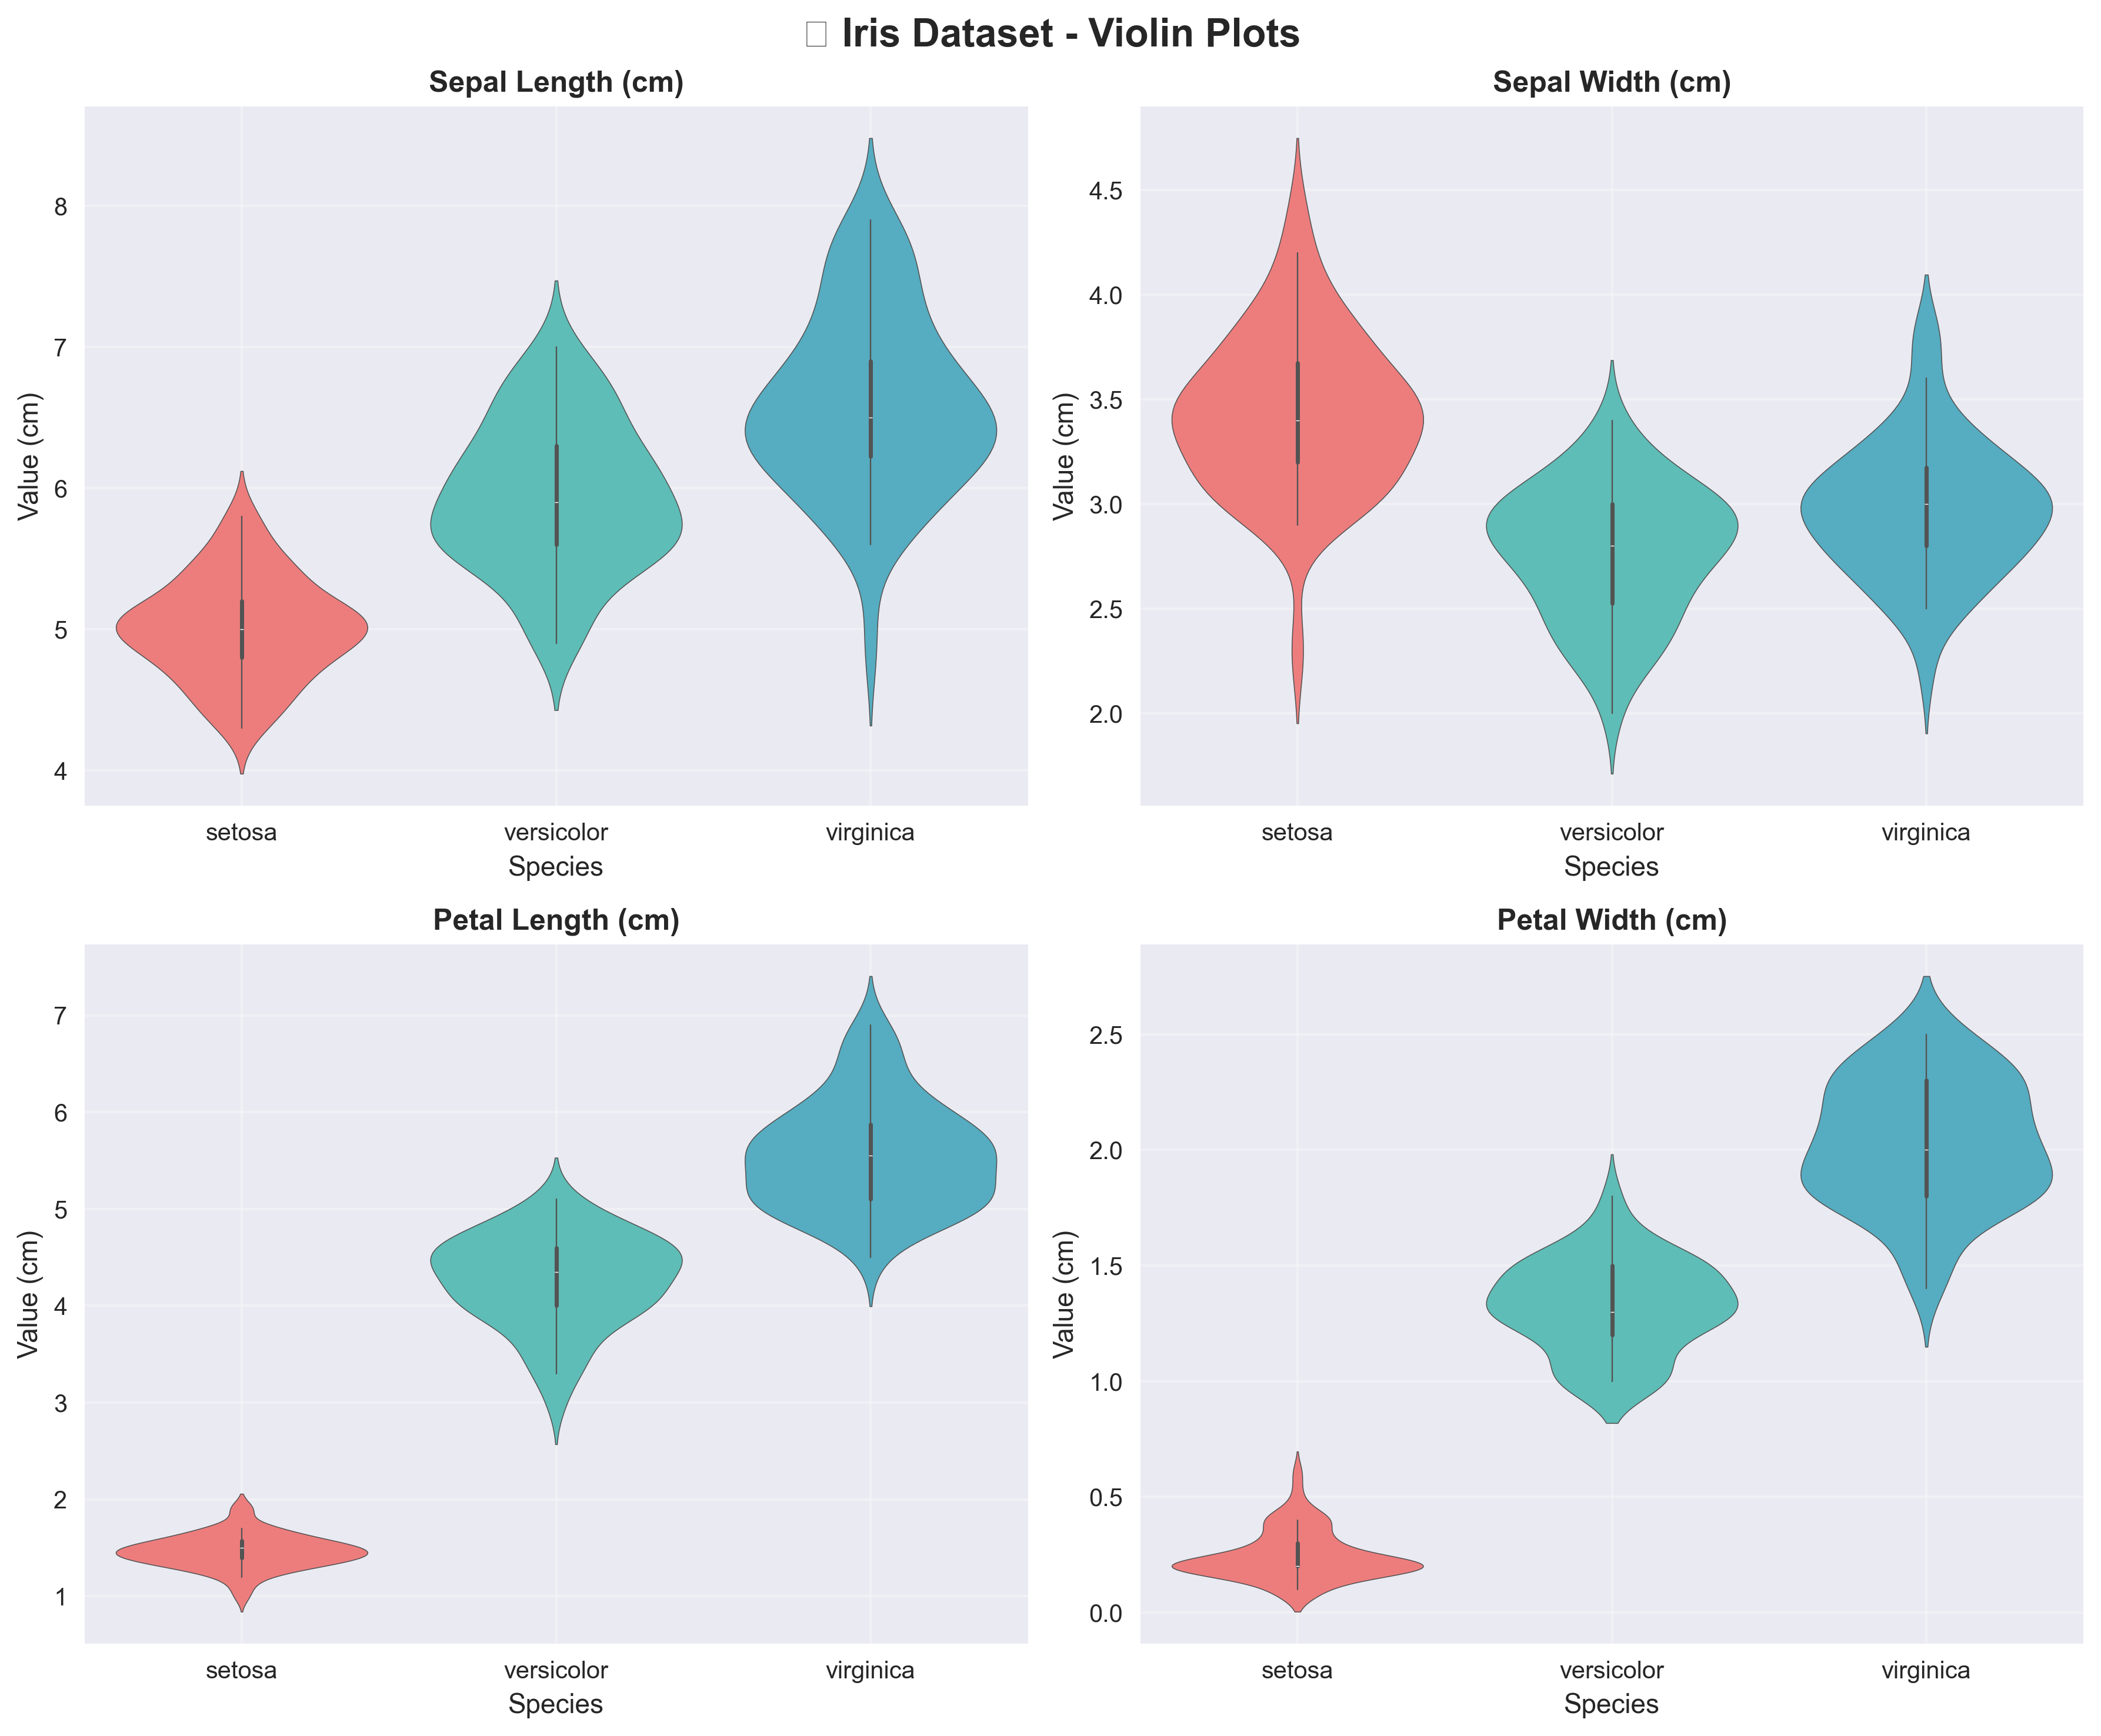 Iris Dataset - Violin Plots
Sepal Length (cm)
Value (cm)
8
7
6
5
4
setosa versicolor virginica
Species
Sepal Width (cm)
Value (cm)
4.5
4.0
3.5
3.0
2.5
2.0
setosa versicolor virginica
Species
Petal Length (cm)
Value (cm)
7
6
5
4
3
2
1
setosa versicolor virginica
Species
Petal Width (cm)
Value (cm)
2.5
2.0
1.5
1.0
0.5
0.0
setosa versicolor virginica
Species